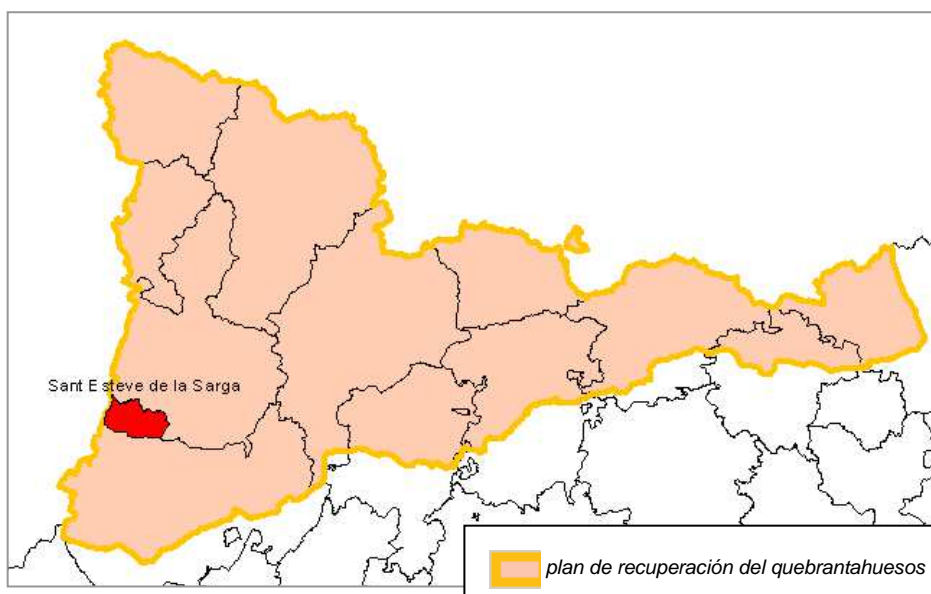 Sant Esteve de la Sarga
plan de recuperación del quebrantahuesos